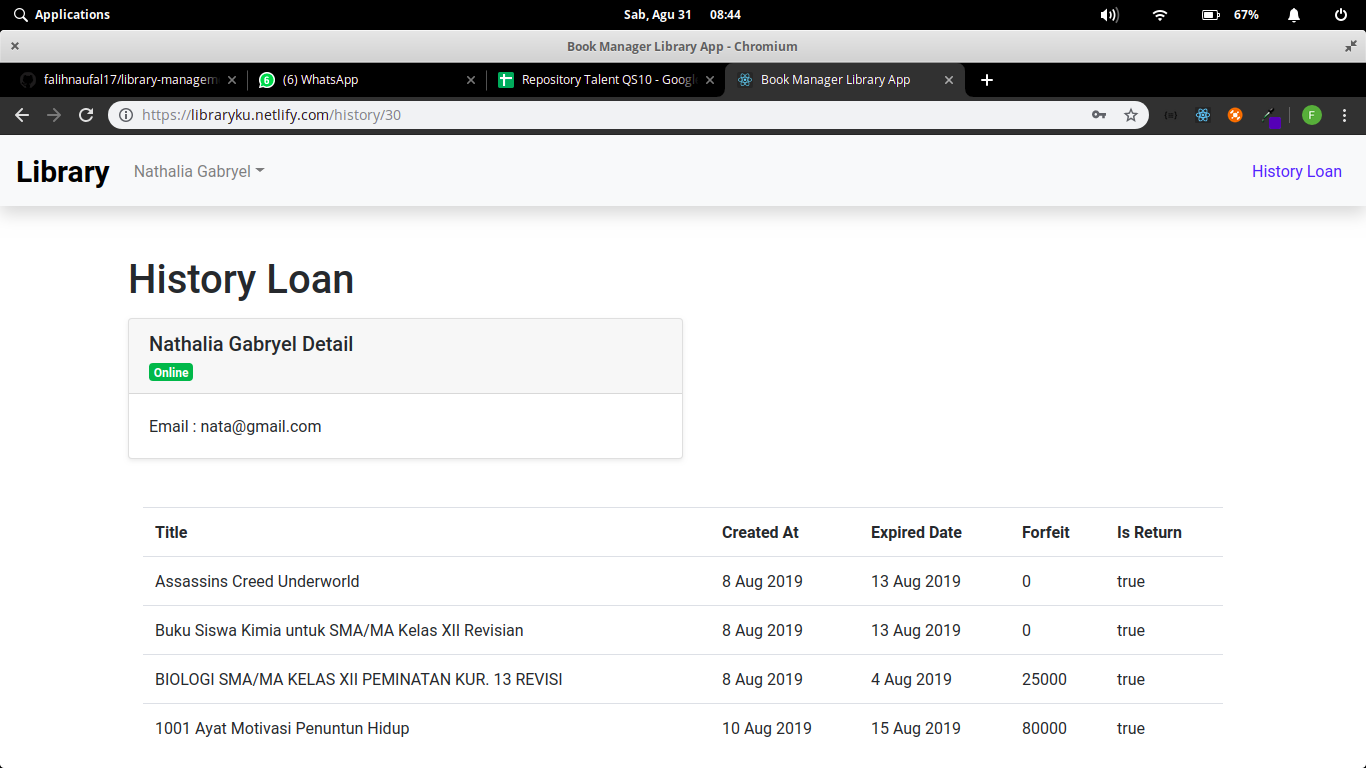 Applications
Sab, Agu 31 08:44
67%
Book Manager Library App - Chromium
falihnaufal17/library-managem
(6) WhatsApp
Repository Talent QS10 - Googl
Book Manager Library App
https://libraryku.netlify.com/history/30
F
Library
Nathalia Gabryel
History Loan
History Loan
Nathalia Gabryel Detail
Online
Email : nata@gmail.com
Title Created At Expired Date Forfeit Is Return
Assassins Creed Underworld 8 Aug 2019 13 Aug 2019 0 true
Buku Siswa Kimia untuk SMA/MA Kelas XII Revisian 8 Aug 2019 13 Aug 2019 0 true
BIOLOGI SMA/MA KELAS XII PEMINATAN KUR. 13 REVISI 8 Aug 2019 4 Aug 2019 25000 true
1001 Ayat Motivasi Penuntun Hidup 10 Aug 2019 15 Aug 2019 80000 true